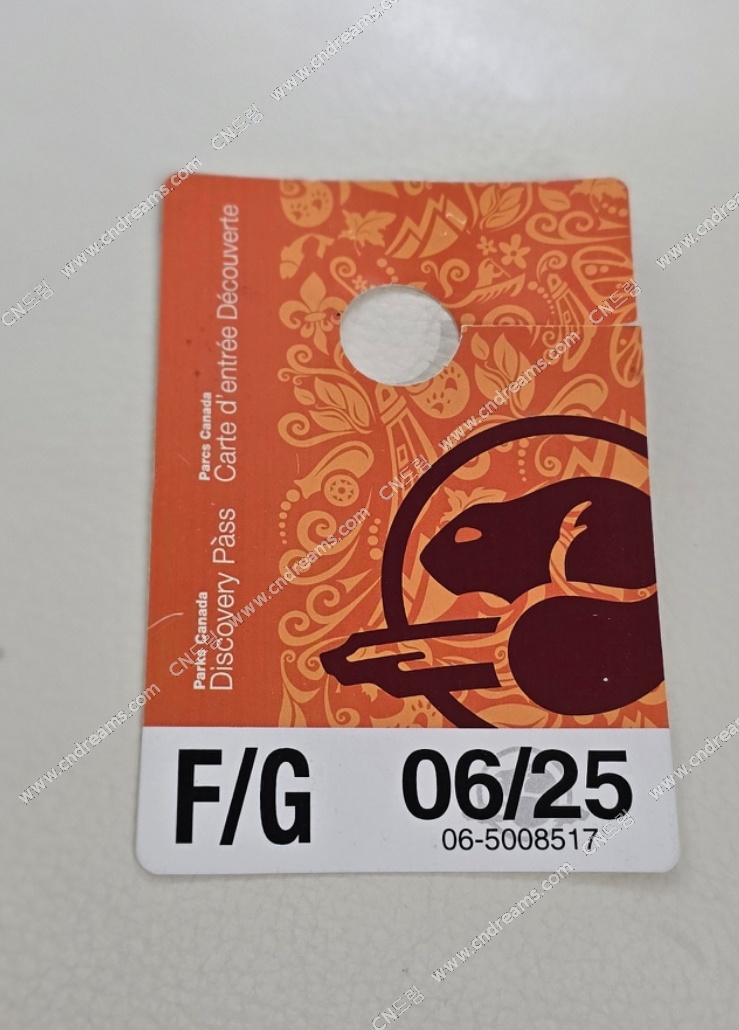 Parks Canada
Discovery Pàss
Parcs Canada
Carte d'entrée Découverte
F/G
06/25
06-5008517
CN드림 www.cndreams.com